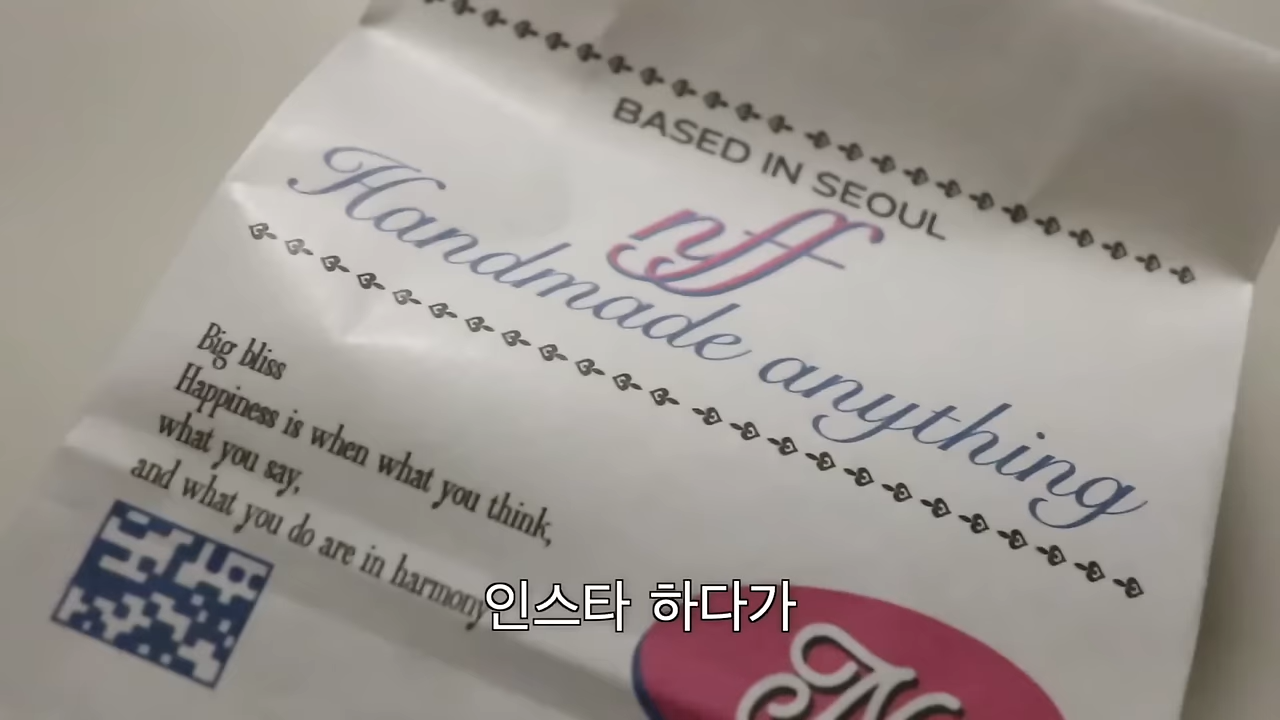 BASED IN SEOUL
nff
Handmade anything
Big bliss
Happiness is when what you think,
what you say,
and what you do are in harmony
인스타 하다가
N